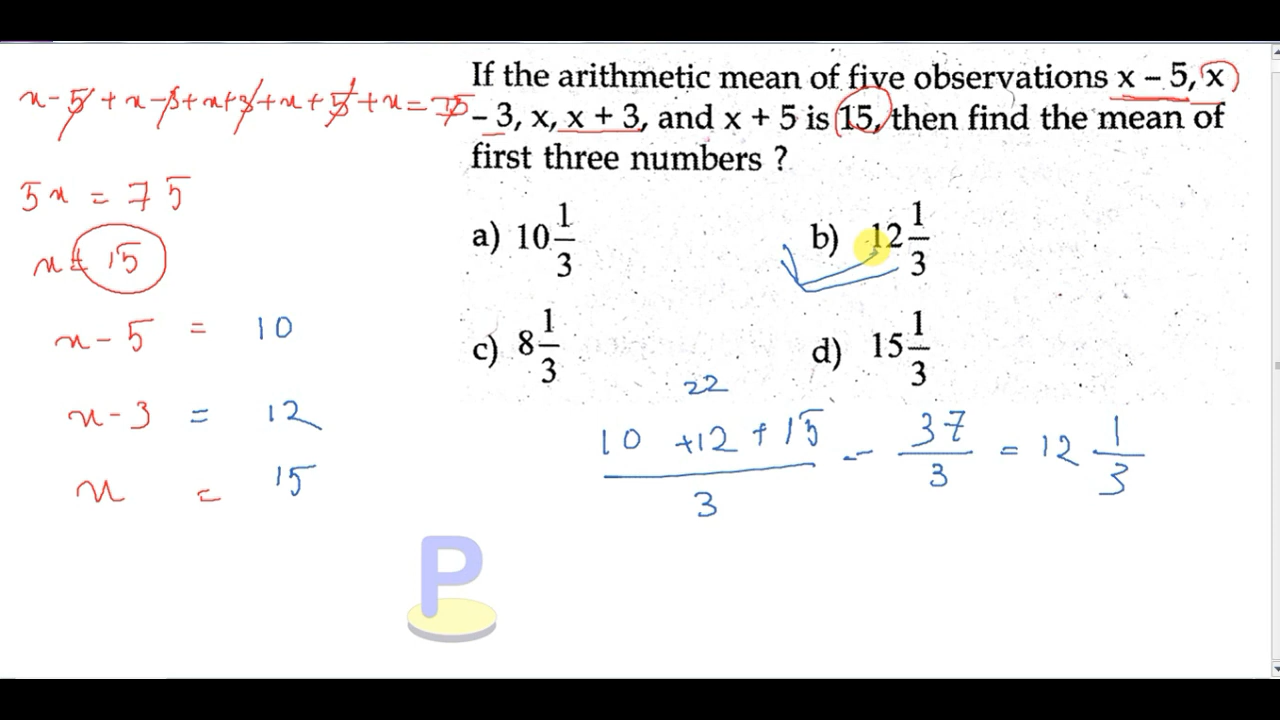 If the arithmetic mean of five observations x – 5, x
– 3, x, x + 3, and x + 5 is 15, then find the mean of
first three numbers ?
a) 10 1/3
b) 12 1/3
c) 8 1/3
d) 15 1/3
x - 5 + x - 3 + x + 3 + x + 5 + x = 75
5x = 75
x = 15
x - 5 = 10
x - 3 = 12
x = 15
22
10 + 12 + 15 / 3 = 37/3 = 12 1/3
P